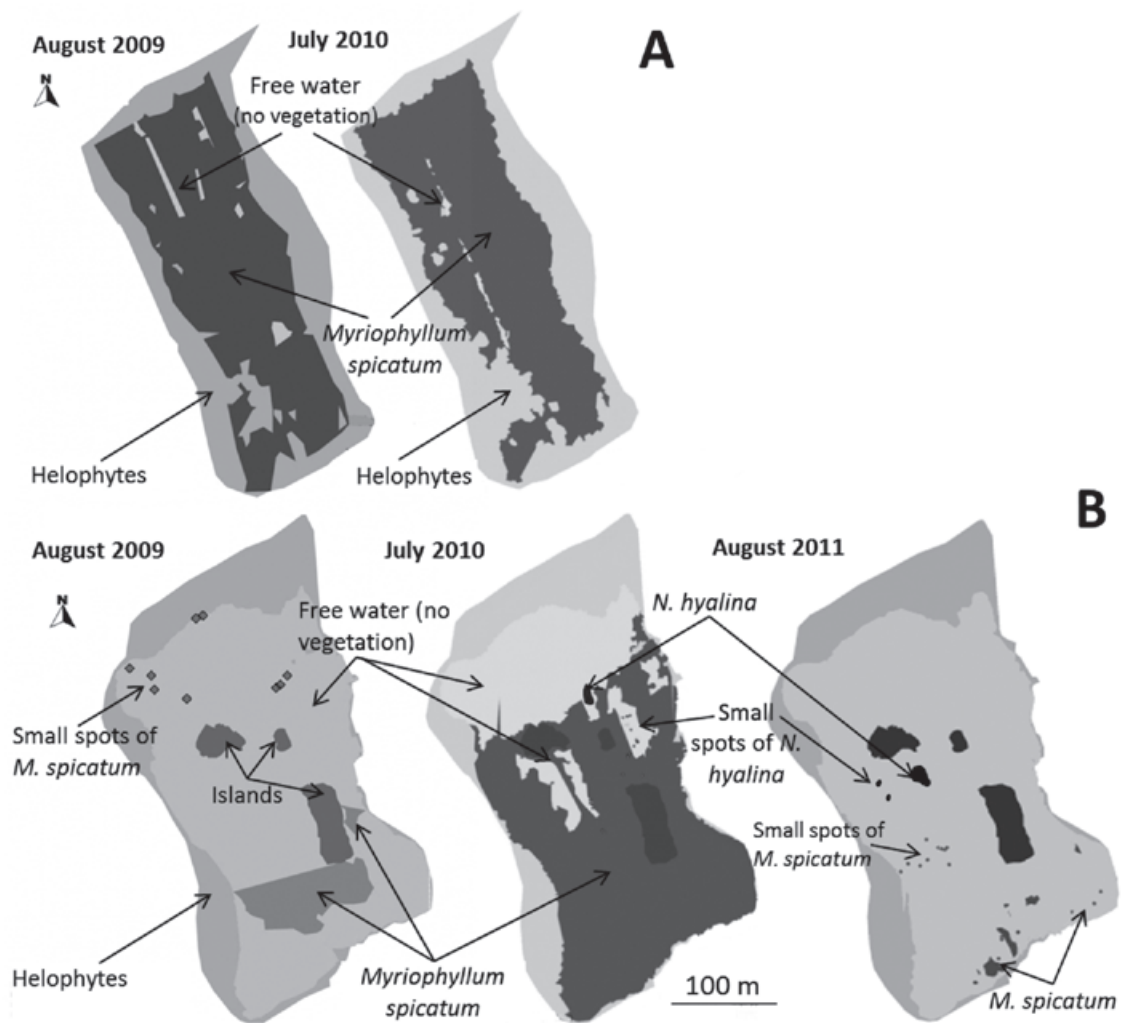 A
August 2009
July 2010
N
Free water
(no vegetation)
Myriophyllum
spicatum
Helophytes
Helophytes
B
August 2009
July 2010
August 2011
N
Free water (no
vegetation)
N. hyalina
Small spots of
M. spicatum
Islands
Small
spots of N.
hyalina
Small spots of
M. spicatum
Helophytes
Myriophyllum
spicatum
100 m
M. spicatum